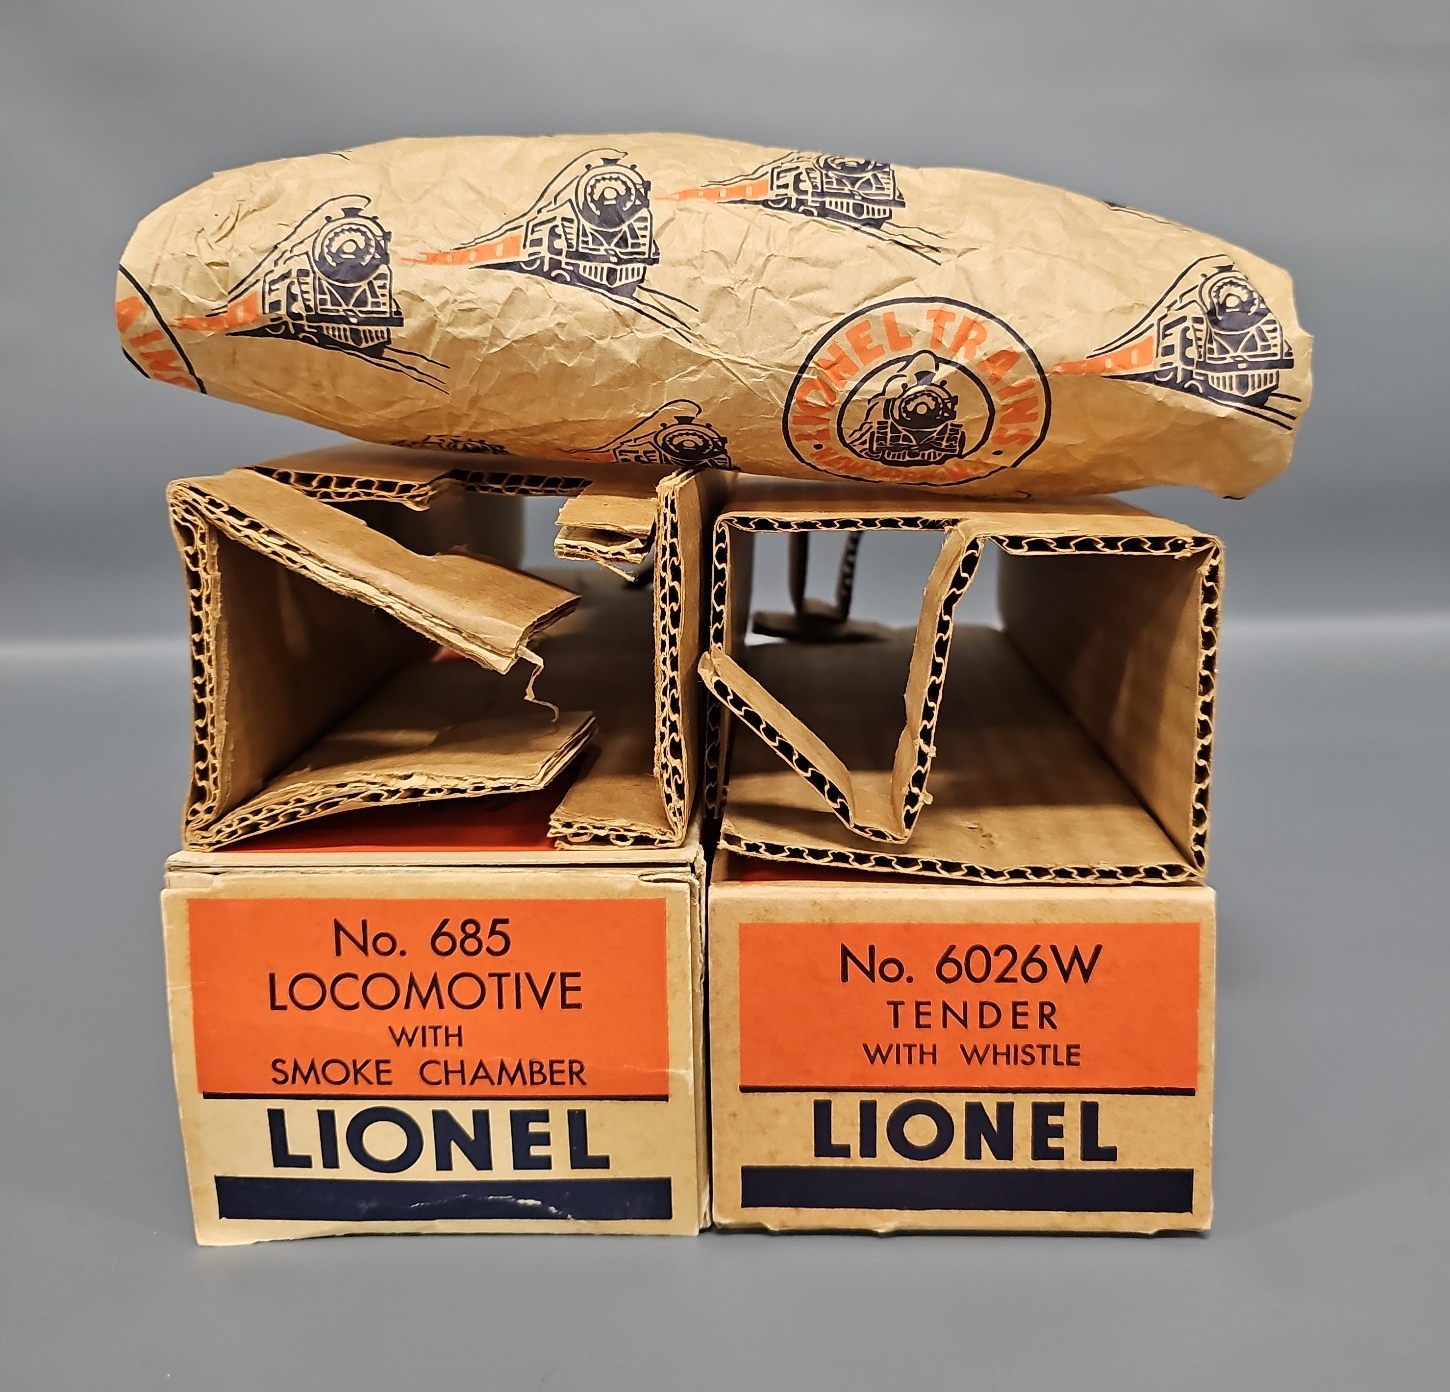 LIONEL TRAINS
No. 685
LOCOMOTIVE
WITH
SMOKE CHAMBER
LIONEL
No. 6026W
TENDER
WITH WHISTLE
LIONEL